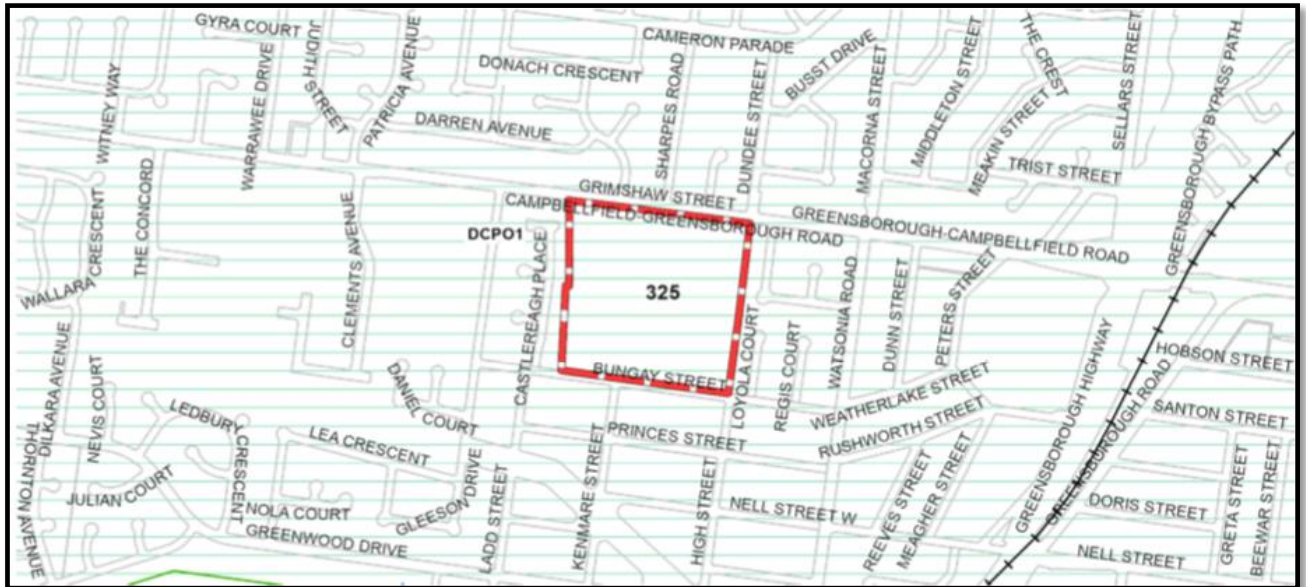 GYRA COURT
JUDITH STREET
PATRICIA AVENUE
CAMERON PARADE
DONACH CRESCENT
BUSST DRIVE
MIDDLETON STREET
THE CREST
SELLARS STREET
GREENSBOROUGH BYPASS PATH
WITNEY WAY
WARRAWEE DRIVE
DARREN AVENUE
SHARPES ROAD
DUNDEE STREET
MACORNA STREET
MEAKIN STREET
TRIST STREET
GRIMSHAW STREET
CAMPBELLFIELD-GREENSBOROUGH ROAD
GREENSBOROUGH-CAMPBELLFIELD ROAD
DCPO1
THE CONCORD
CRESCENT
WALLARA
CLEMENTS AVENUE
CASTLEREAGH PLACE
325
LOYOLA COURT
REGIS COURT
WATSONIA ROAD
DUNN STREET
PETERS STREET
BUNGAY STREET
GREENSBOROUGH HIGHWAY
GREENSBOROUGH ROAD
HOBSON STREET
DILKARA AVENUE
NEVIS COURT
DANIEL COURT
WEATHERLAKE STREET
RUSHWORTH STREET
SANTON STREET
LEDBURY CRESCENT
LEA CRESCENT
PRINCES STREET
THORNTON AVENUE
JULIAN COURT
NOLA COURT
GLEESON DRIVE
GREENWOOD DRIVE
LADD STREET
KENMARE STREET
HIGH STREET
NELL STREET W
REEVES STREET
MEAGHER STREET
DORIS STREET
NELL STREET
GRETA STREET
BEEWAR STREET